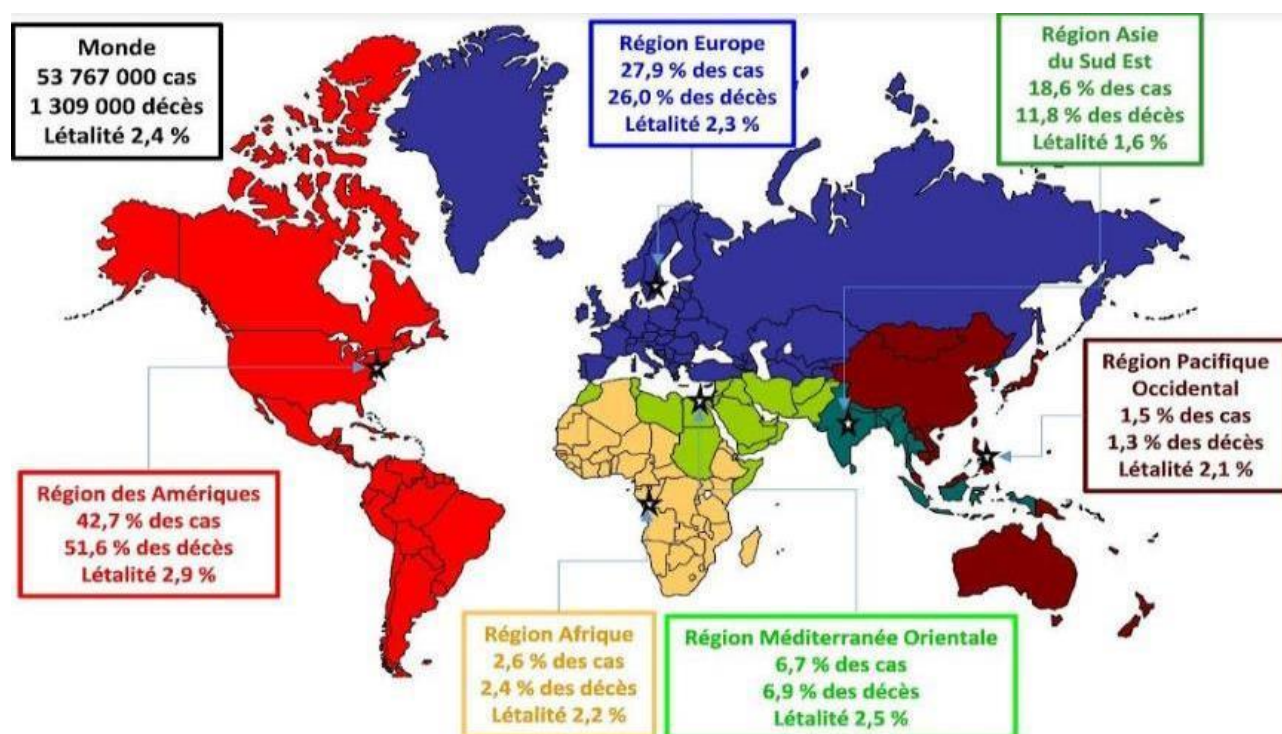 Monde
53 767 000 cas
1 309 000 décès
Létalité 2,4 %
Région Europe
27,9 % des cas
26,0 % des décès
Létalité 2,3 %
Région Asie
du Sud Est
18,6 % des cas
11,8 % des décès
Létalité 1,6 %
Région Pacifique
Occidental
1,5 % des cas
1,3 % des décès
Létalité 2,1 %
Région des Amériques
42,7 % des cas
51,6 % des décès
Létalité 2,9 %
Région Afrique
2,6 % des cas
2,4 % des décès
Létalité 2,2 %
Région Méditerranée Orientale
6,7 % des cas
6,9 % des décès
Létalité 2,5 %